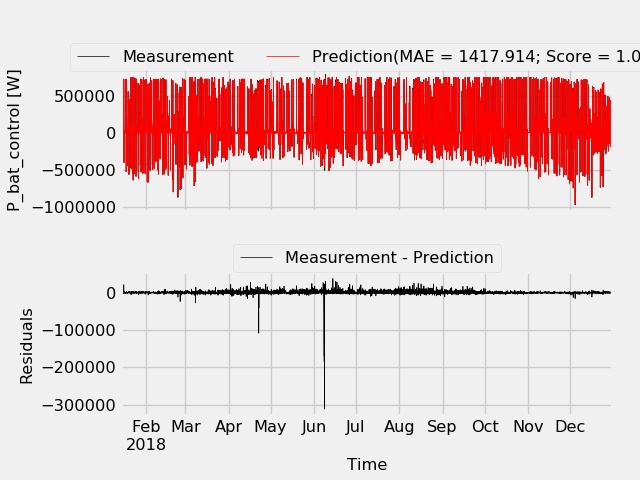 Measurement Prediction(MAE = 1417.914; Score = 1.0
P_bat_control [W]
500000
0
−500000
−1000000
Measurement - Prediction
Residuals
0
−100000
−200000
−300000
Feb Mar Apr May Jun Jul Aug Sep Oct Nov Dec
2018
Time